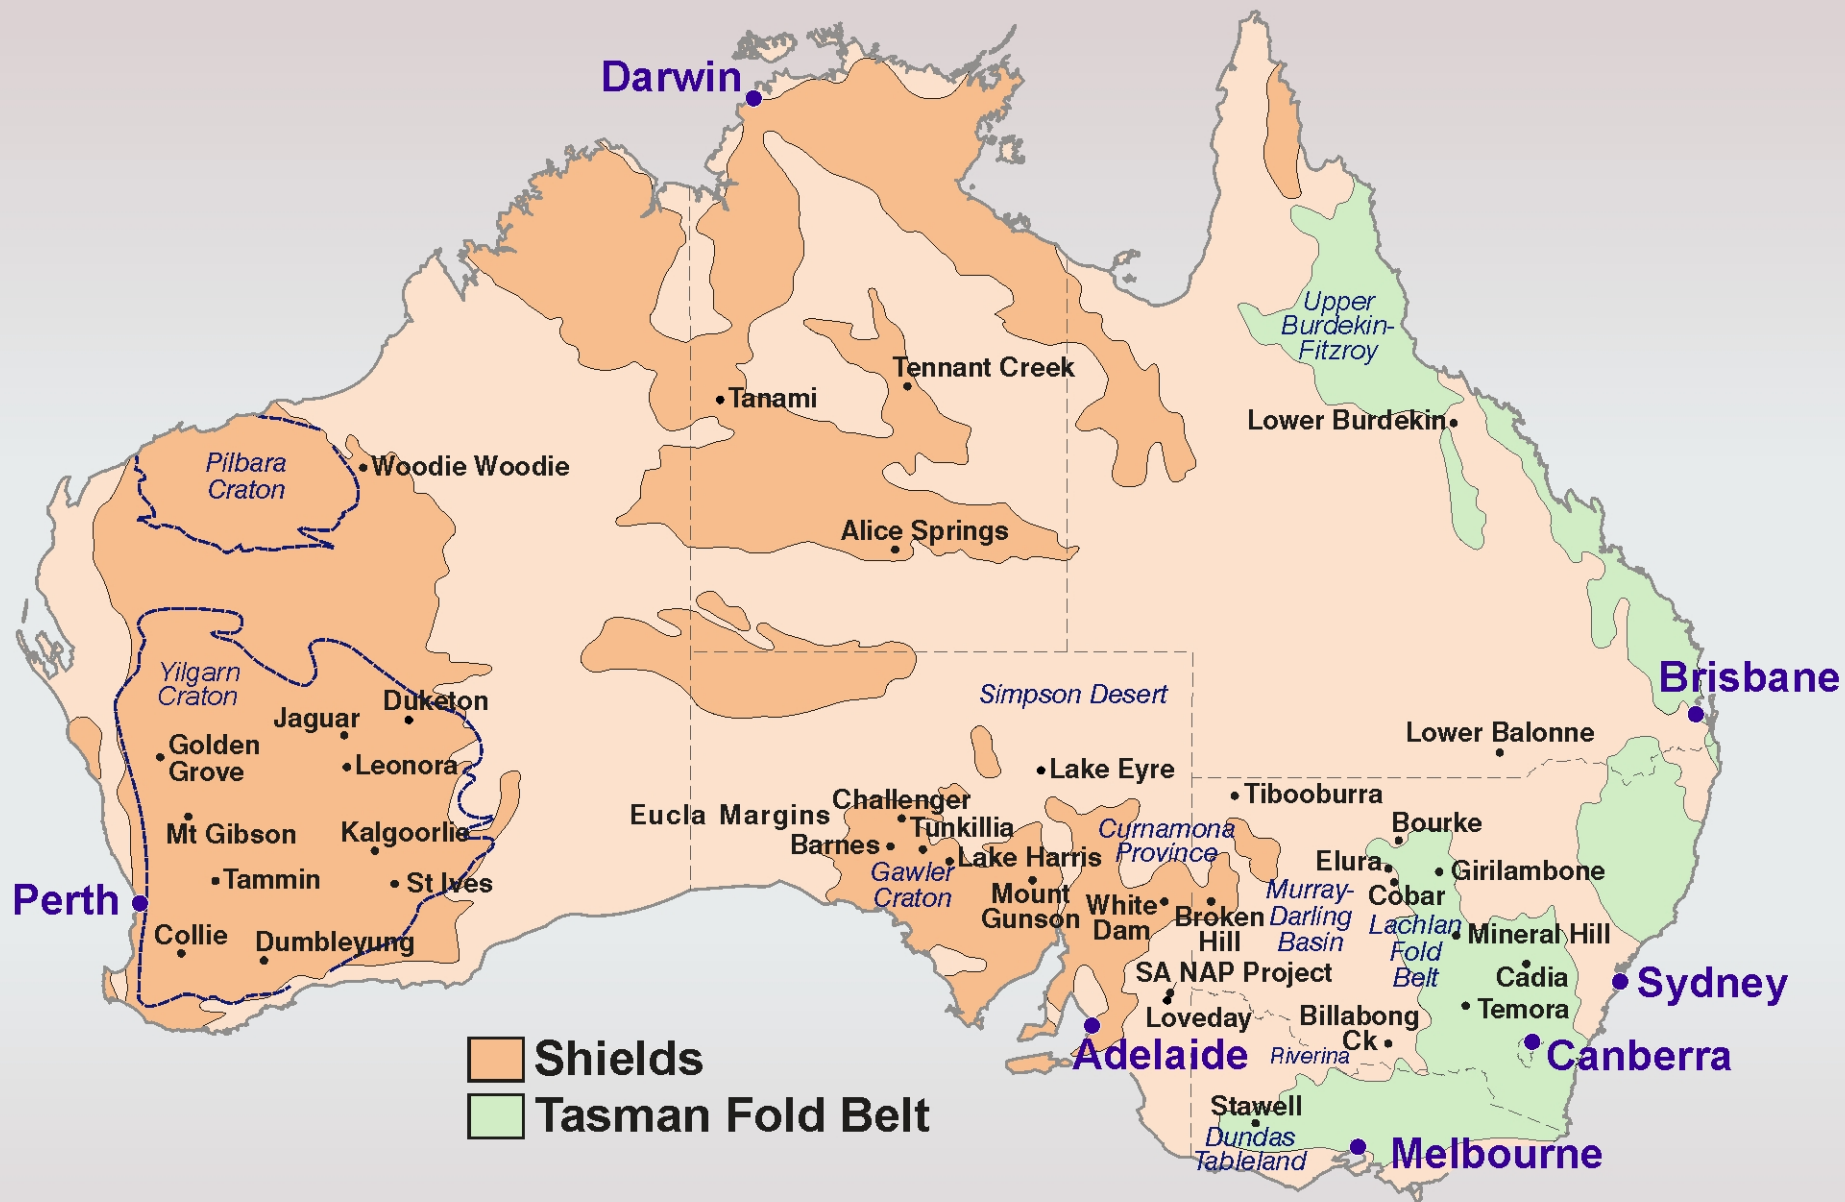 Darwin
Upper
Burdekin-
Fitzroy
Tennant Creek
Tanami
Lower Burdekin
Pilbara
Craton
Woodie Woodie
Alice Springs
Yilgarn
Craton
Brisbane
Simpson Desert
Duketon
Jaguar
Lower Balonne
Golden
Grove
Leonora
Lake Eyre
Tibooburra
Challenger
Eucla Margins
Bourke
Mt Gibson
Kalgoorlie
Tunkillia
Curnamona
Province
Barnes
Lake Harris
Elura
Girilambone
Gawler
Craton
Tammin
St Ives
Mount
Gunson
Murray-
Darling
Basin
Cobar
Perth
White
Dam
Broken
Hill
Lachlan
Fold
Belt
Mineral Hill
Collie
Dumbleyung
SA NAP Project
Cadia
Sydney
Loveday
Billabong
Ck
Temora
Shields
Adelaide
Riverina
Canberra
Tasman Fold Belt
Stawell
Dundas
Tableland
Melbourne